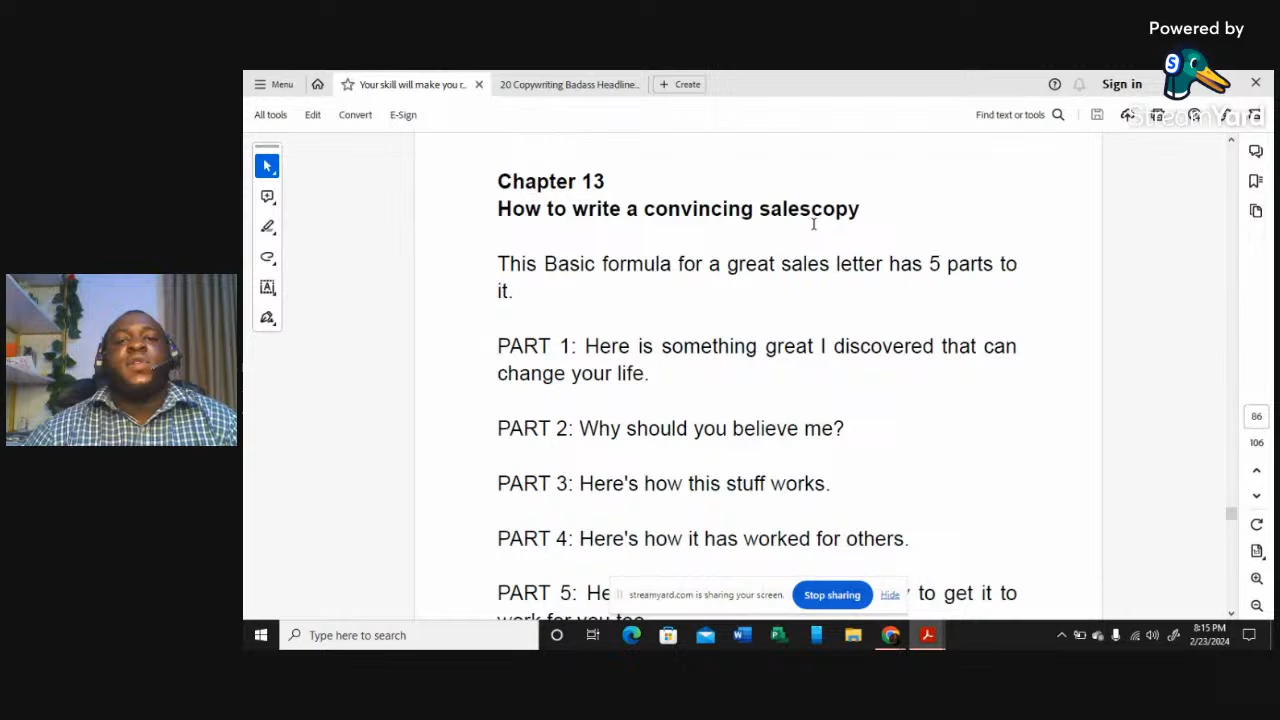 Powered by
StreamYard
Menu
Your skill will make you r...
20 Copywriting Badass Headline...
Create
Sign in
All tools
Edit
Convert
E-Sign
Find text or tools
Chapter 13
How to write a convincing salescopy
This Basic formula for a great sales letter has 5 parts to
it.
PART 1: Here is something great I discovered that can
change your life.
PART 2: Why should you believe me?
PART 3: Here's how this stuff works.
PART 4: Here's how it has worked for others.
PART 5: to get it to
work for you too
streamyard.com is sharing your screen.
Stop sharing
Hide
86
106
Type here to search
8:15 PM
2/23/2024